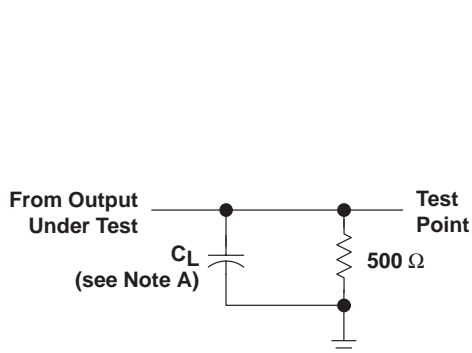 From Output
Under Test
Test
Point
CL
(see Note A)
500 Ω